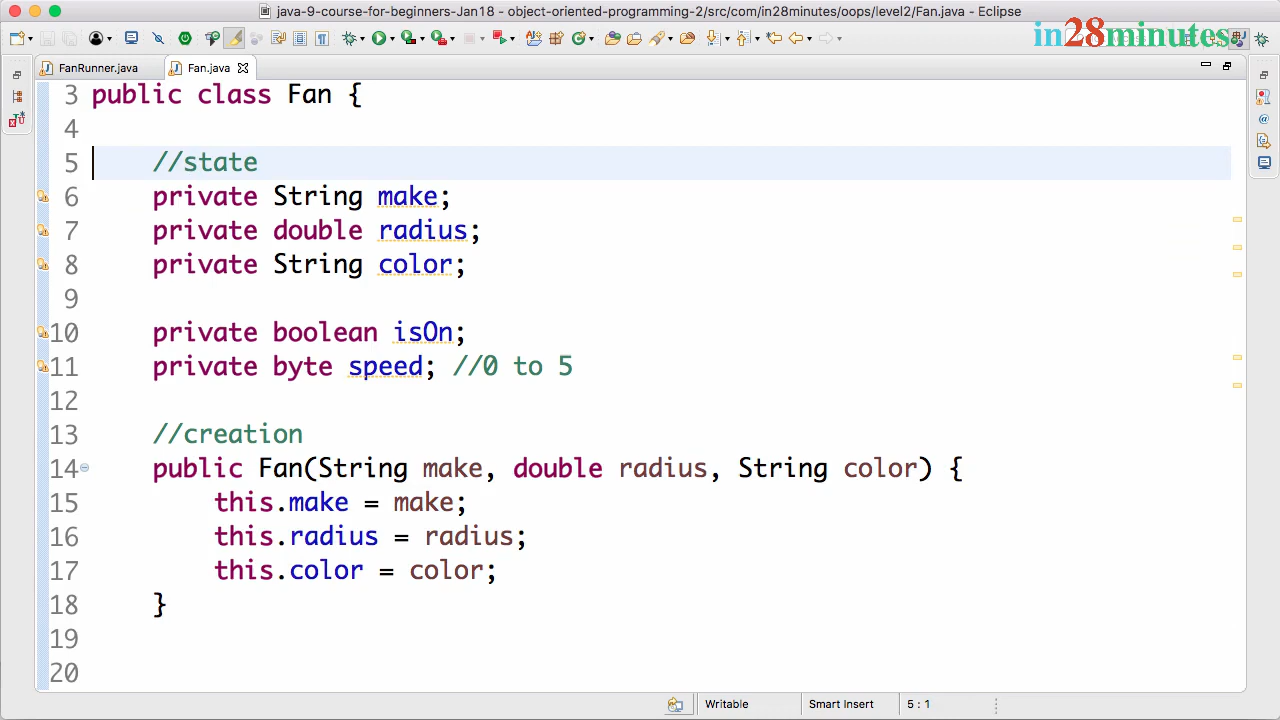 java-9-course-for-beginners-Jan18 - object-oriented-programming-2/src/com/in28minutes/oops/level2/Fan.java - Eclipse
in28minutes
FanRunner.java
Fan.java
3 public class Fan {
4
5 //state
6 private String make;
7 private double radius;
8 private String color;
9
10 private boolean isOn;
11 private byte speed; //0 to 5
12
13 //creation
14 public Fan(String make, double radius, String color) {
15 this.make = make;
16 this.radius = radius;
17 this.color = color;
18 }
19
20
Writable
Smart Insert
5 : 1